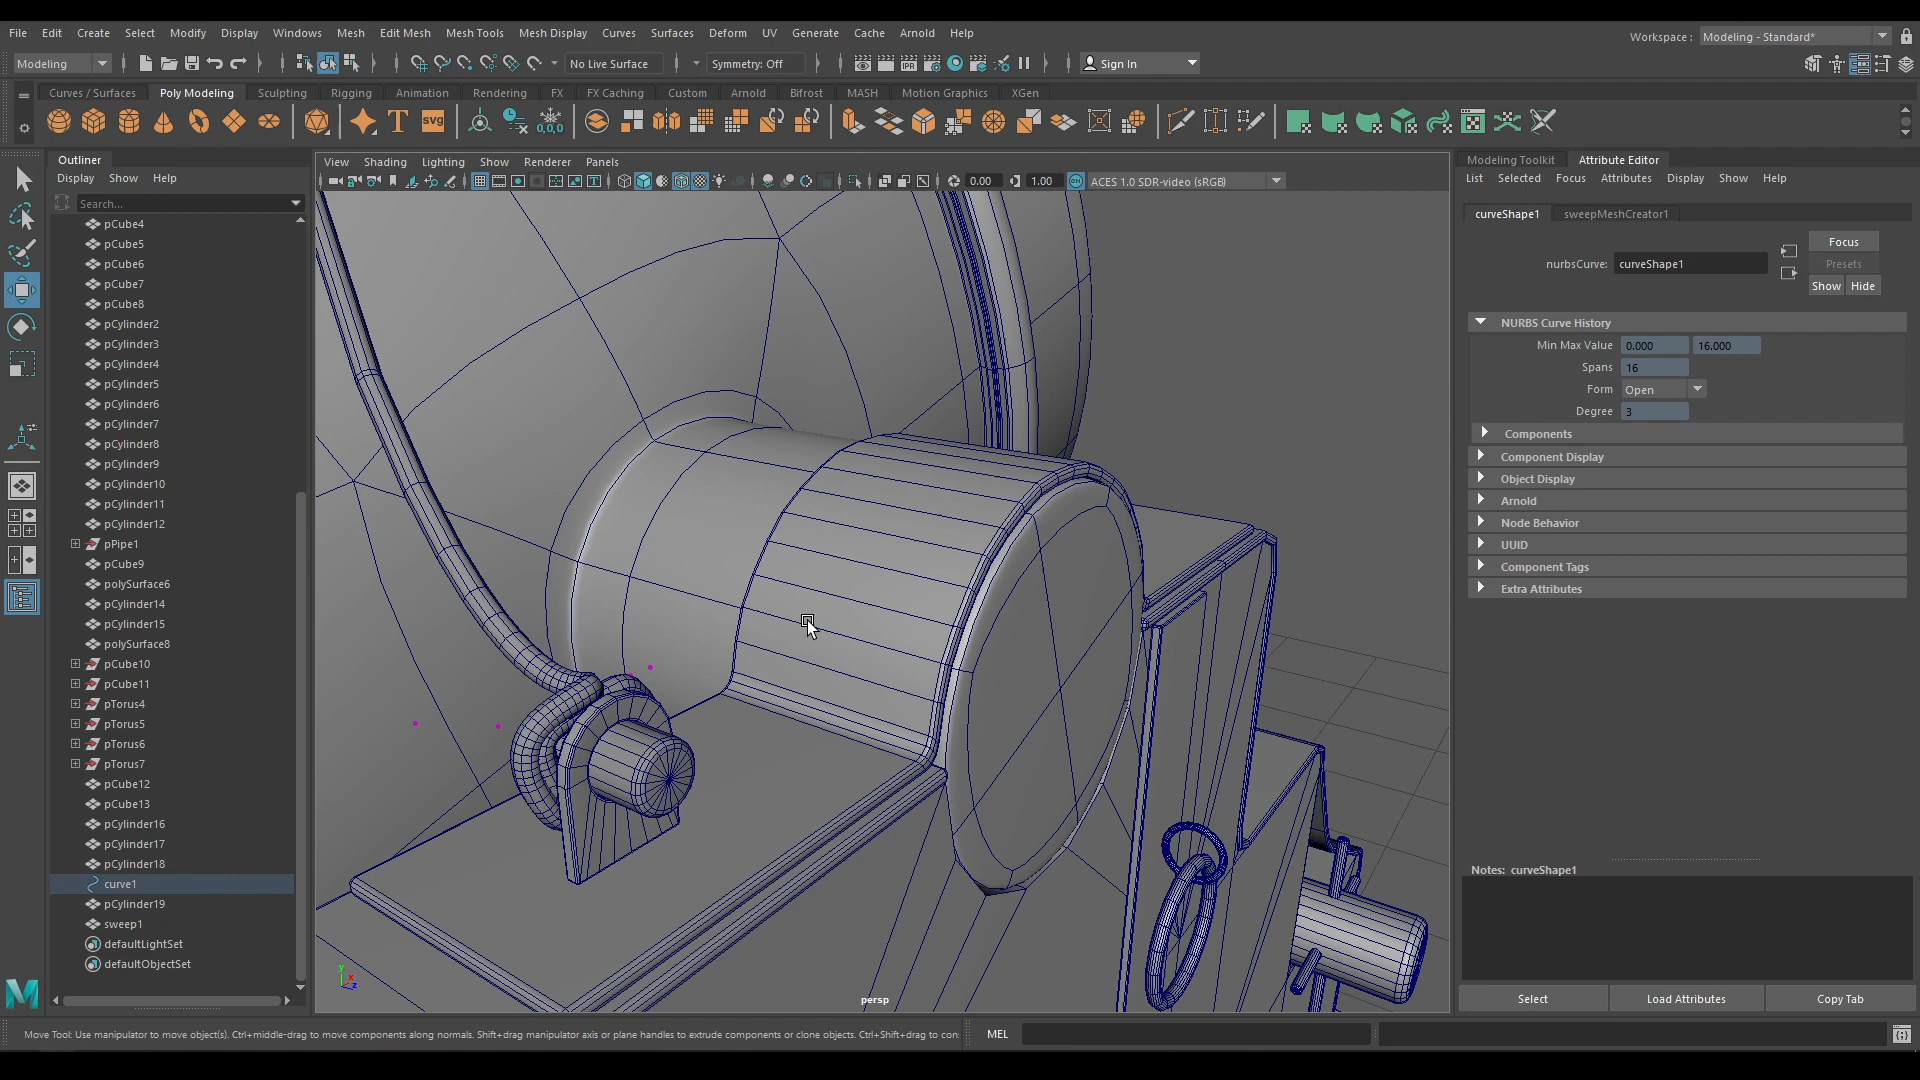 File Edit Create Select Modify Display Windows Mesh Edit Mesh Mesh Tools Mesh Display Curves Surfaces Deform UV Generate Cache Arnold Help
Workspace : Modeling - Standard*
Modeling No Live Surface Symmetry: Off IPR Sign In
Curves / Surfaces Poly Modeling Sculpting Rigging Animation Rendering FX FX Caching Custom Arnold Bifrost MASH Motion Graphics XGen
T SVG 0,0,0
Outliner
Display Show Help
Search...
pCube4
pCube5
pCube6
pCube7
pCube8
pCylinder2
pCylinder3
pCylinder4
pCylinder5
pCylinder6
pCylinder7
pCylinder8
pCylinder9
pCylinder10
pCylinder11
pCylinder12
pPipe1
pCube9
polySurface6
pCylinder14
pCylinder15
polySurface8
pCube10
pCube11
pTorus4
pTorus5
pTorus6
pTorus7
pCube12
pCube13
pCylinder16
pCylinder17
pCylinder18
curve1
pCylinder19
sweep1
defaultLightSet
defaultObjectSet
View Shading Lighting Show Renderer Panels
0.00 1.00 ON ACES 1.0 SDR-video (sRGB)
y x z
persp
Modeling Toolkit Attribute Editor
List Selected Focus Attributes Display Show Help
curveShape1 sweepMeshCreator1
nurbsCurve: curveShape1
Focus
Presets
Show Hide
NURBS Curve History
Min Max Value 0.000 16.000
Spans 16
Form Open
Degree 3
Components
Component Display
Object Display
Arnold
Node Behavior
UUID
Component Tags
Extra Attributes
Notes: curveShape1
Select Load Attributes Copy Tab
M
Move Tool: Use manipulator to move object(s). Ctrl+middle-drag to move components along normals. Shift+drag manipulator axis or plane handles to extrude components or clone objects. Ctrl+Shift+drag to con
MEL